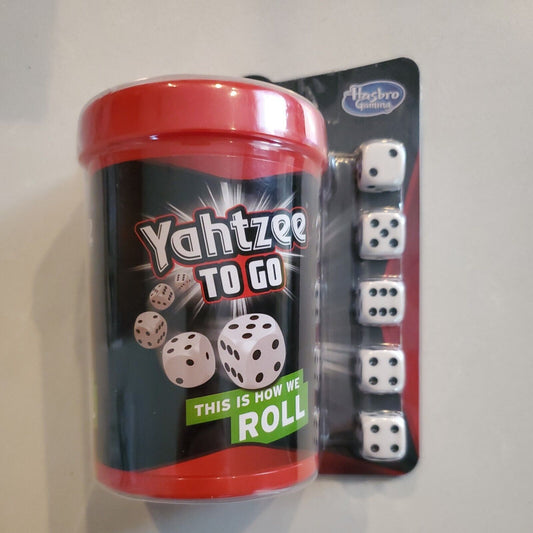 Hasbro
Gaming
Yahtzee
TO GO
THIS IS HOW WE
ROLL